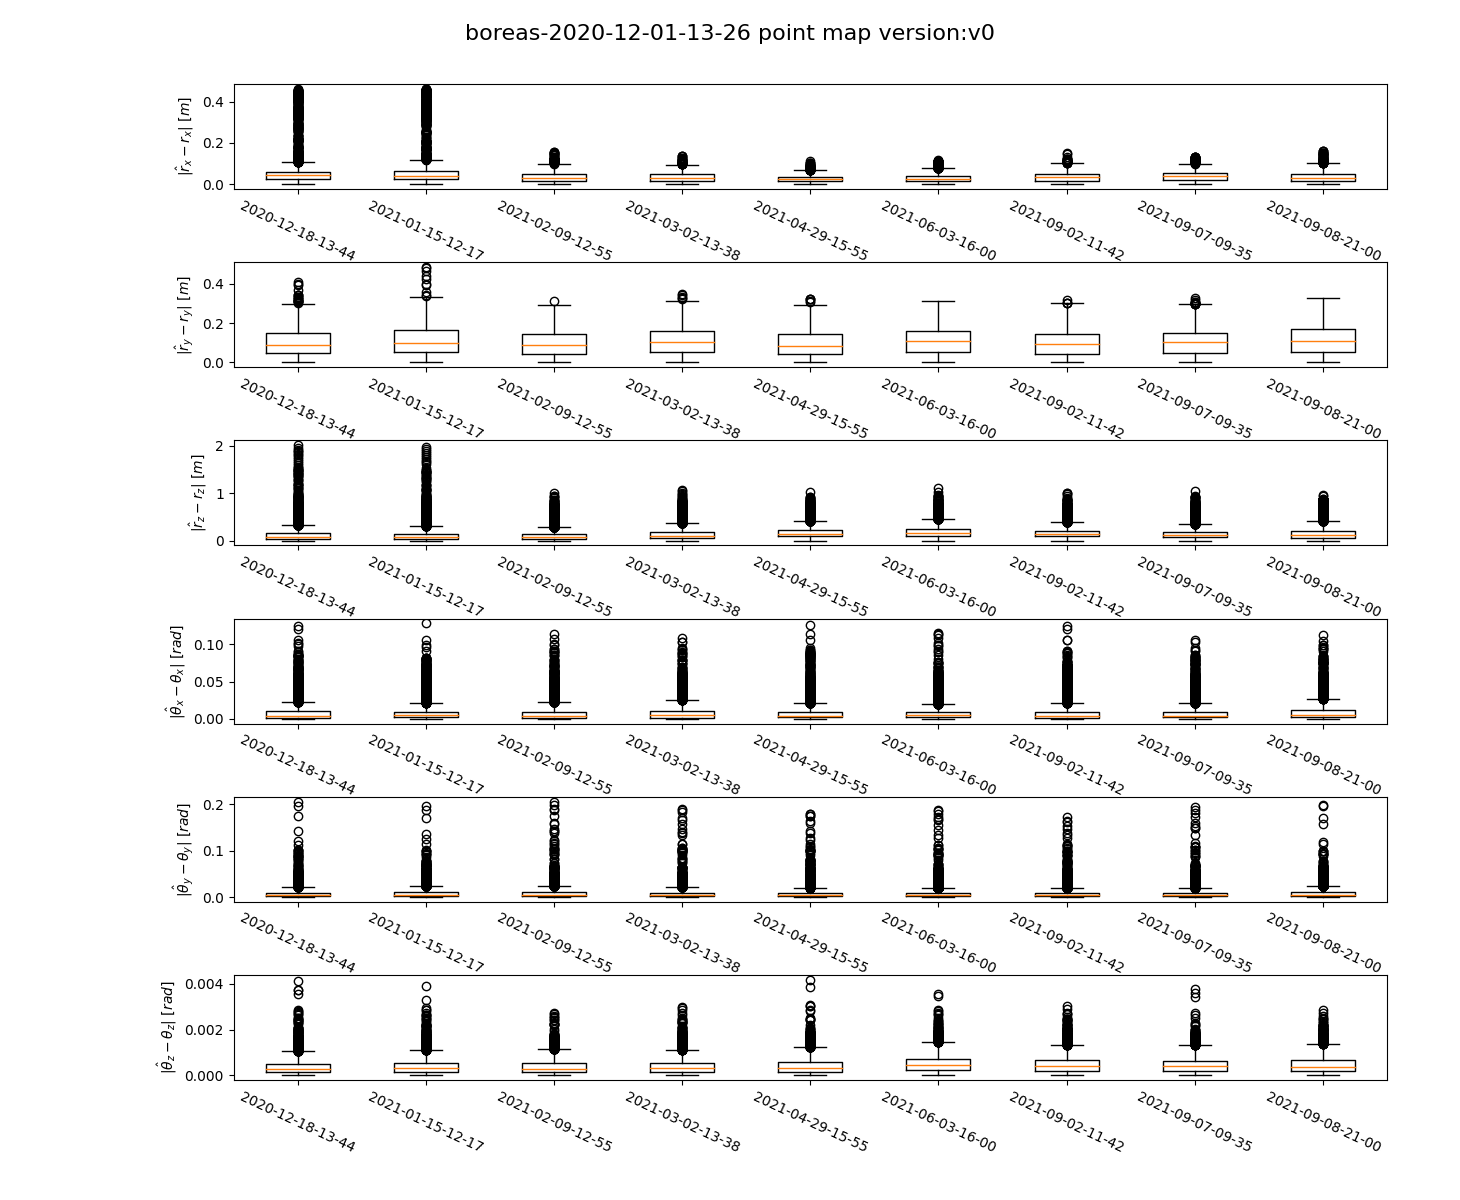 boreas-2020-12-01-13-26 point map version:v0
|r̂x − rx| [m]
0.4
0.2
0.0
2020-12-18-13-44 2021-01-15-12-17 2021-02-09-12-55 2021-03-02-13-38 2021-04-29-15-55 2021-06-03-16-00 2021-09-02-11-42 2021-09-07-09-35 2021-09-08-21-00
|r̂y − ry| [m]
0.4
0.2
0.0
2020-12-18-13-44 2021-01-15-12-17 2021-02-09-12-55 2021-03-02-13-38 2021-04-29-15-55 2021-06-03-16-00 2021-09-02-11-42 2021-09-07-09-35 2021-09-08-21-00
|r̂z − rz| [m]
2
1
0
2020-12-18-13-44 2021-01-15-12-17 2021-02-09-12-55 2021-03-02-13-38 2021-04-29-15-55 2021-06-03-16-00 2021-09-02-11-42 2021-09-07-09-35 2021-09-08-21-00
|θ̂x − θx| [rad]
0.10
0.05
0.00
2020-12-18-13-44 2021-01-15-12-17 2021-02-09-12-55 2021-03-02-13-38 2021-04-29-15-55 2021-06-03-16-00 2021-09-02-11-42 2021-09-07-09-35 2021-09-08-21-00
|θ̂y − θy| [rad]
0.2
0.1
0.0
2020-12-18-13-44 2021-01-15-12-17 2021-02-09-12-55 2021-03-02-13-38 2021-04-29-15-55 2021-06-03-16-00 2021-09-02-11-42 2021-09-07-09-35 2021-09-08-21-00
|θ̂z − θz| [rad]
0.004
0.002
0.000
2020-12-18-13-44 2021-01-15-12-17 2021-02-09-12-55 2021-03-02-13-38 2021-04-29-15-55 2021-06-03-16-00 2021-09-02-11-42 2021-09-07-09-35 2021-09-08-21-00